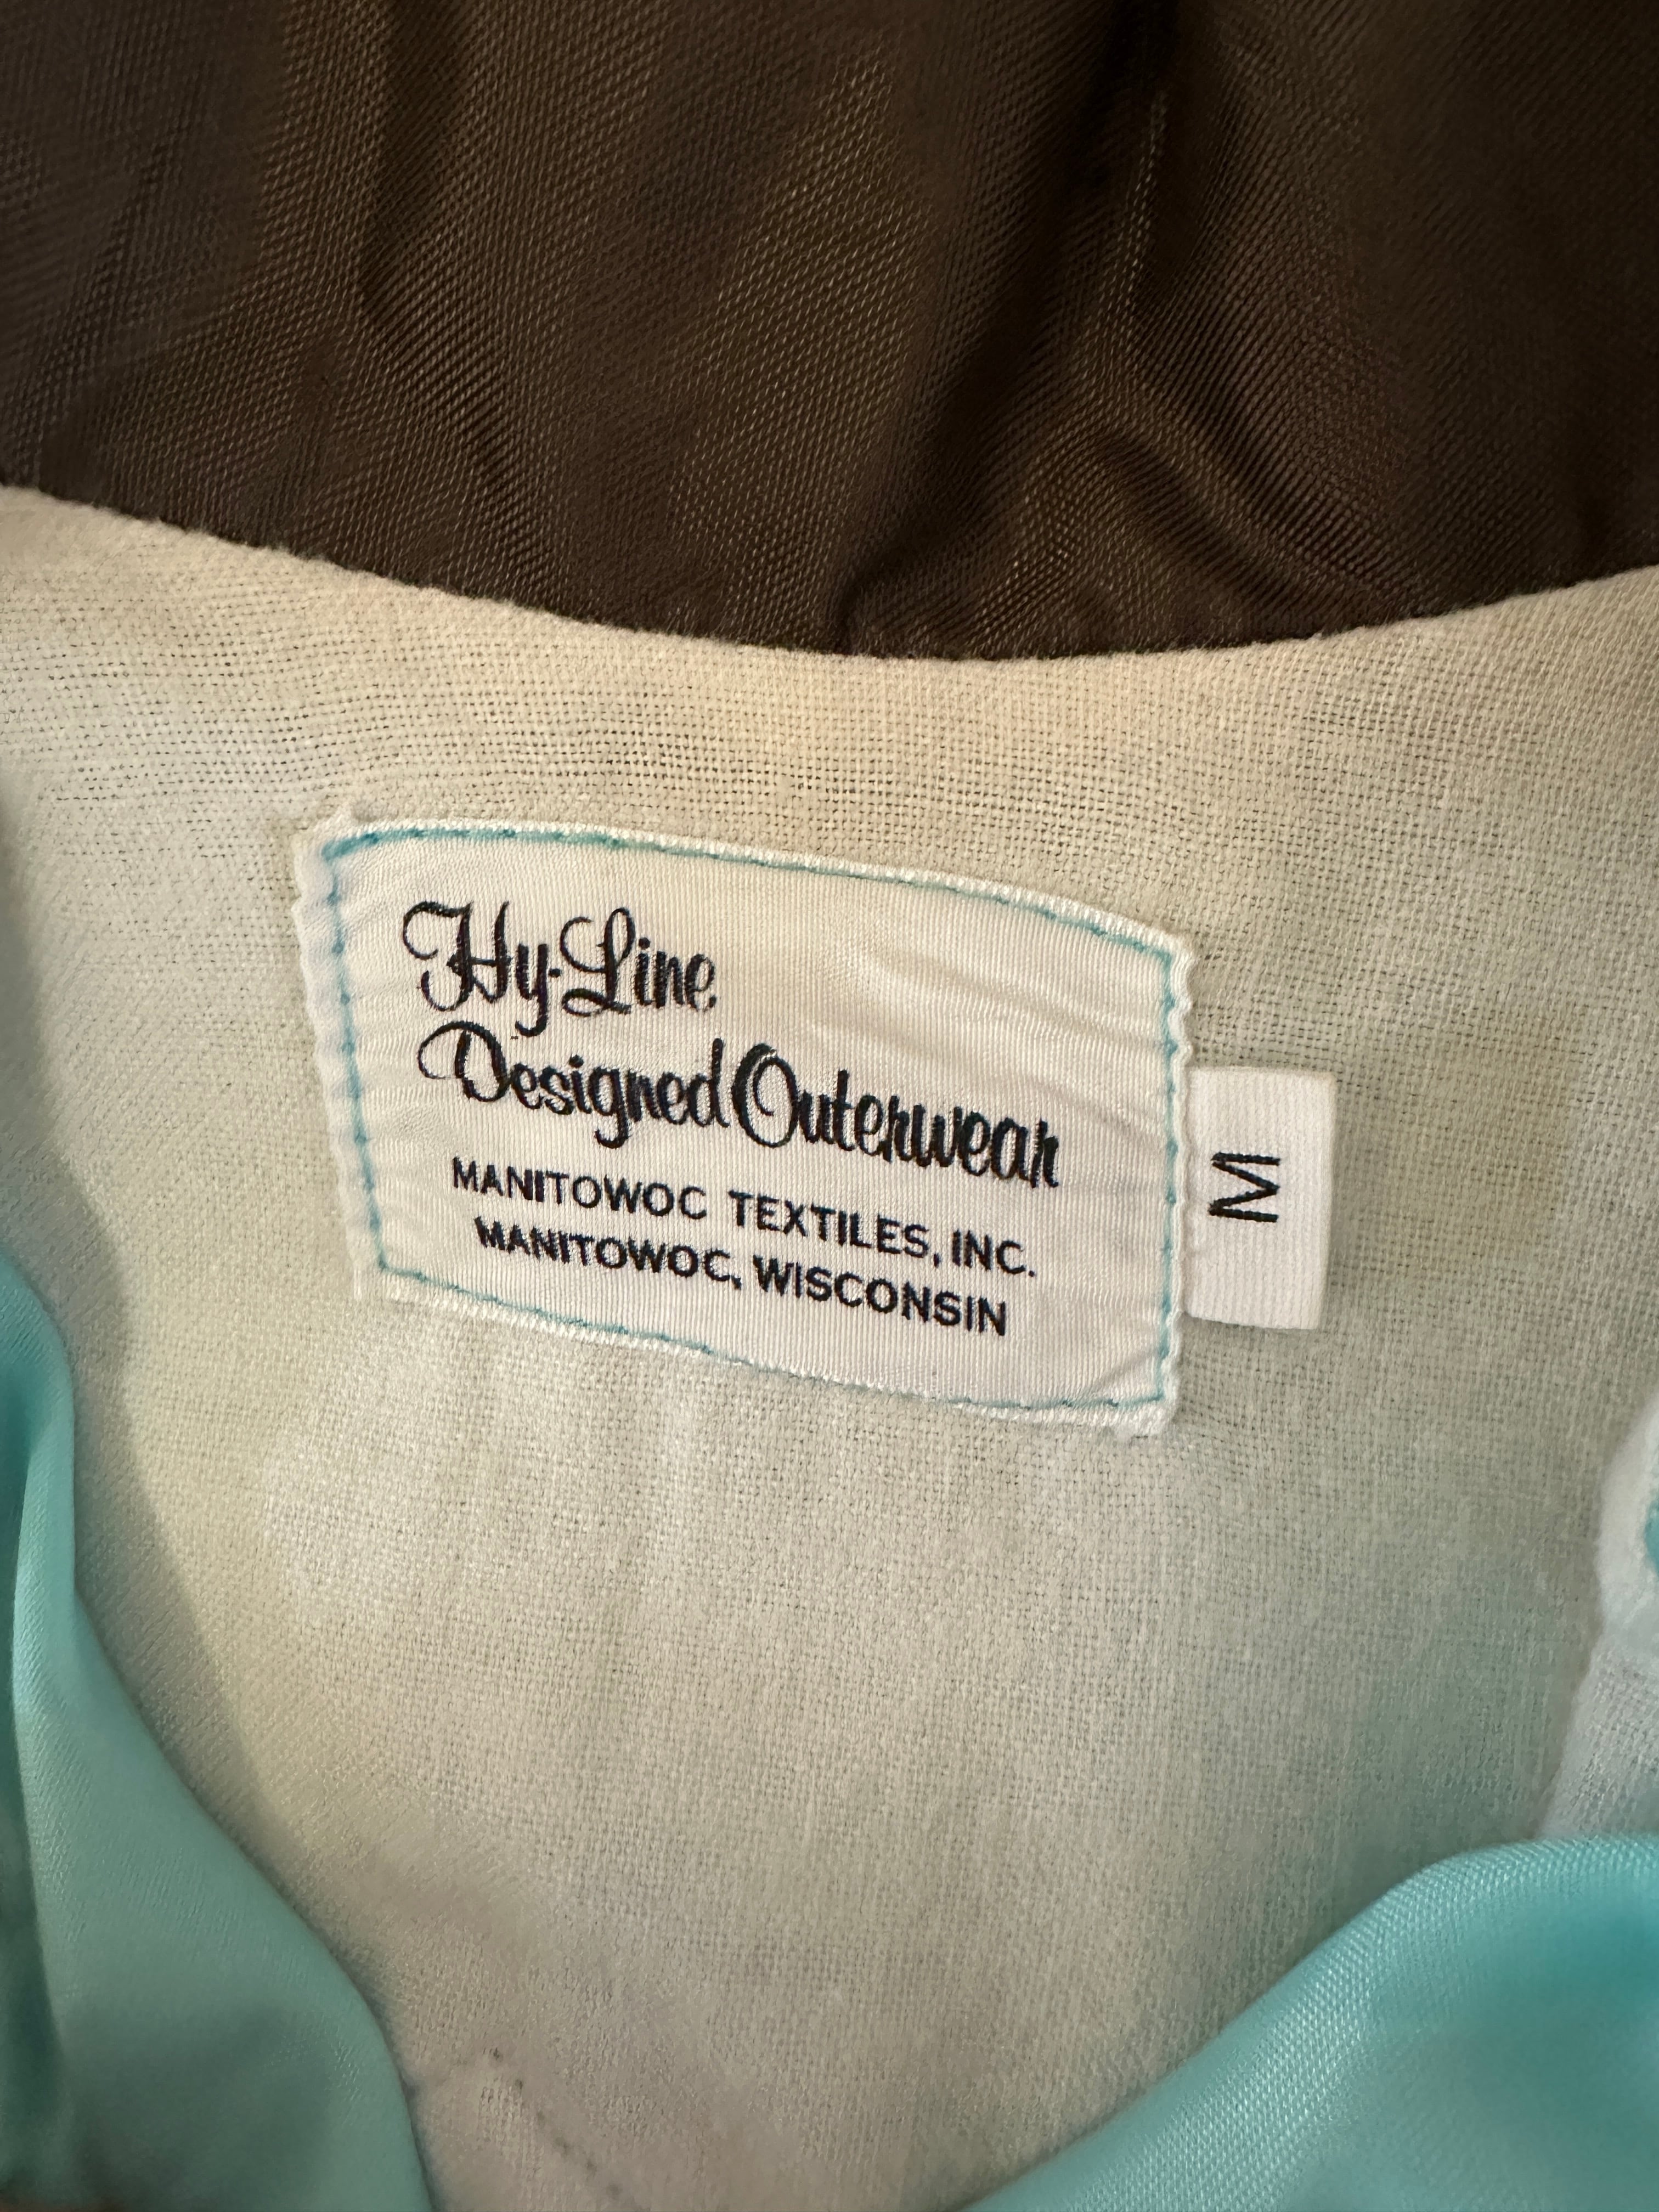 Hy-Line
Designed Outerwear
MANITOWOC TEXTILES, INC.
MANITOWOC, WISCONSIN
M